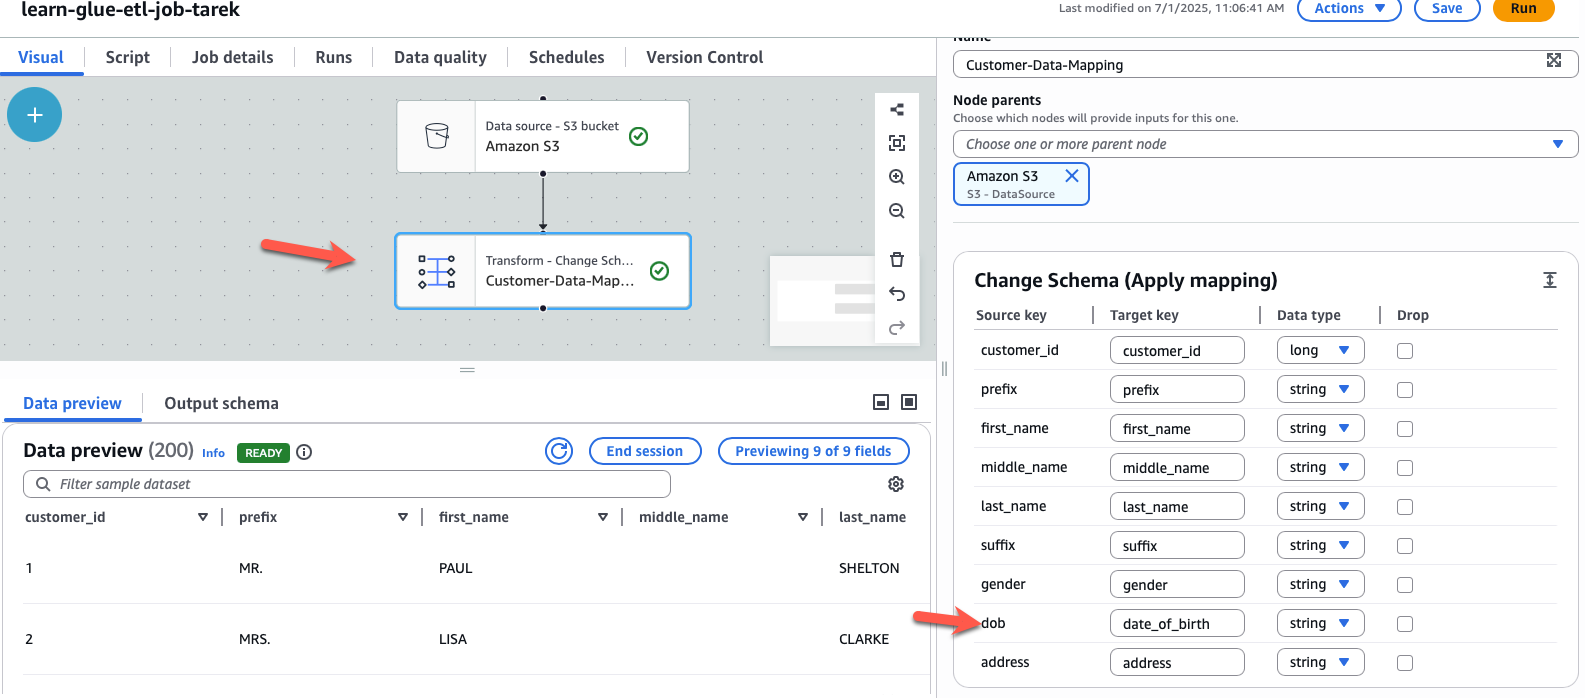 learn-glue-etl-job-tarek
Last modified on 7/1/2025, 11:06:41 AM
Actions
Save
Run
Visual
Script
Job details
Runs
Data quality
Schedules
Version Control
Data source - S3 bucket
Amazon S3
Transform - Change Sch...
Customer-Data-Map...
Data preview
Output schema
Data preview (200) Info READY
End session
Previewing 9 of 9 fields
Filter sample dataset
customer_id prefix first_name middle_name last_name
1 MR. PAUL SHELTON
2 MRS. LISA CLARKE
Name
Customer-Data-Mapping
Node parents
Choose which nodes will provide inputs for this one.
Choose one or more parent node
Amazon S3
S3 - DataSource
Change Schema (Apply mapping)
Source key Target key Data type Drop
customer_id customer_id long
prefix prefix string
first_name first_name string
middle_name middle_name string
last_name last_name string
suffix suffix string
gender gender string
dob date_of_birth string
address address string